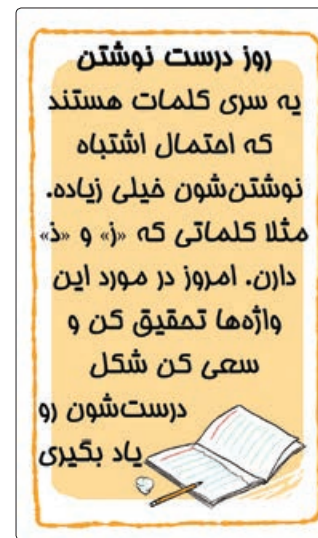 روز درست نوشتن
یه سری کلمات هستند
که احتمال اشتباه
نوشتن‌شون خیلی زیاده.
مثلا کلماتی که «ز» و «ذ»
دارن. امروز در مورد این
واژه‌ها تحقیق کن و
سعی کن شکل
درست‌شون رو
یاد بگیری